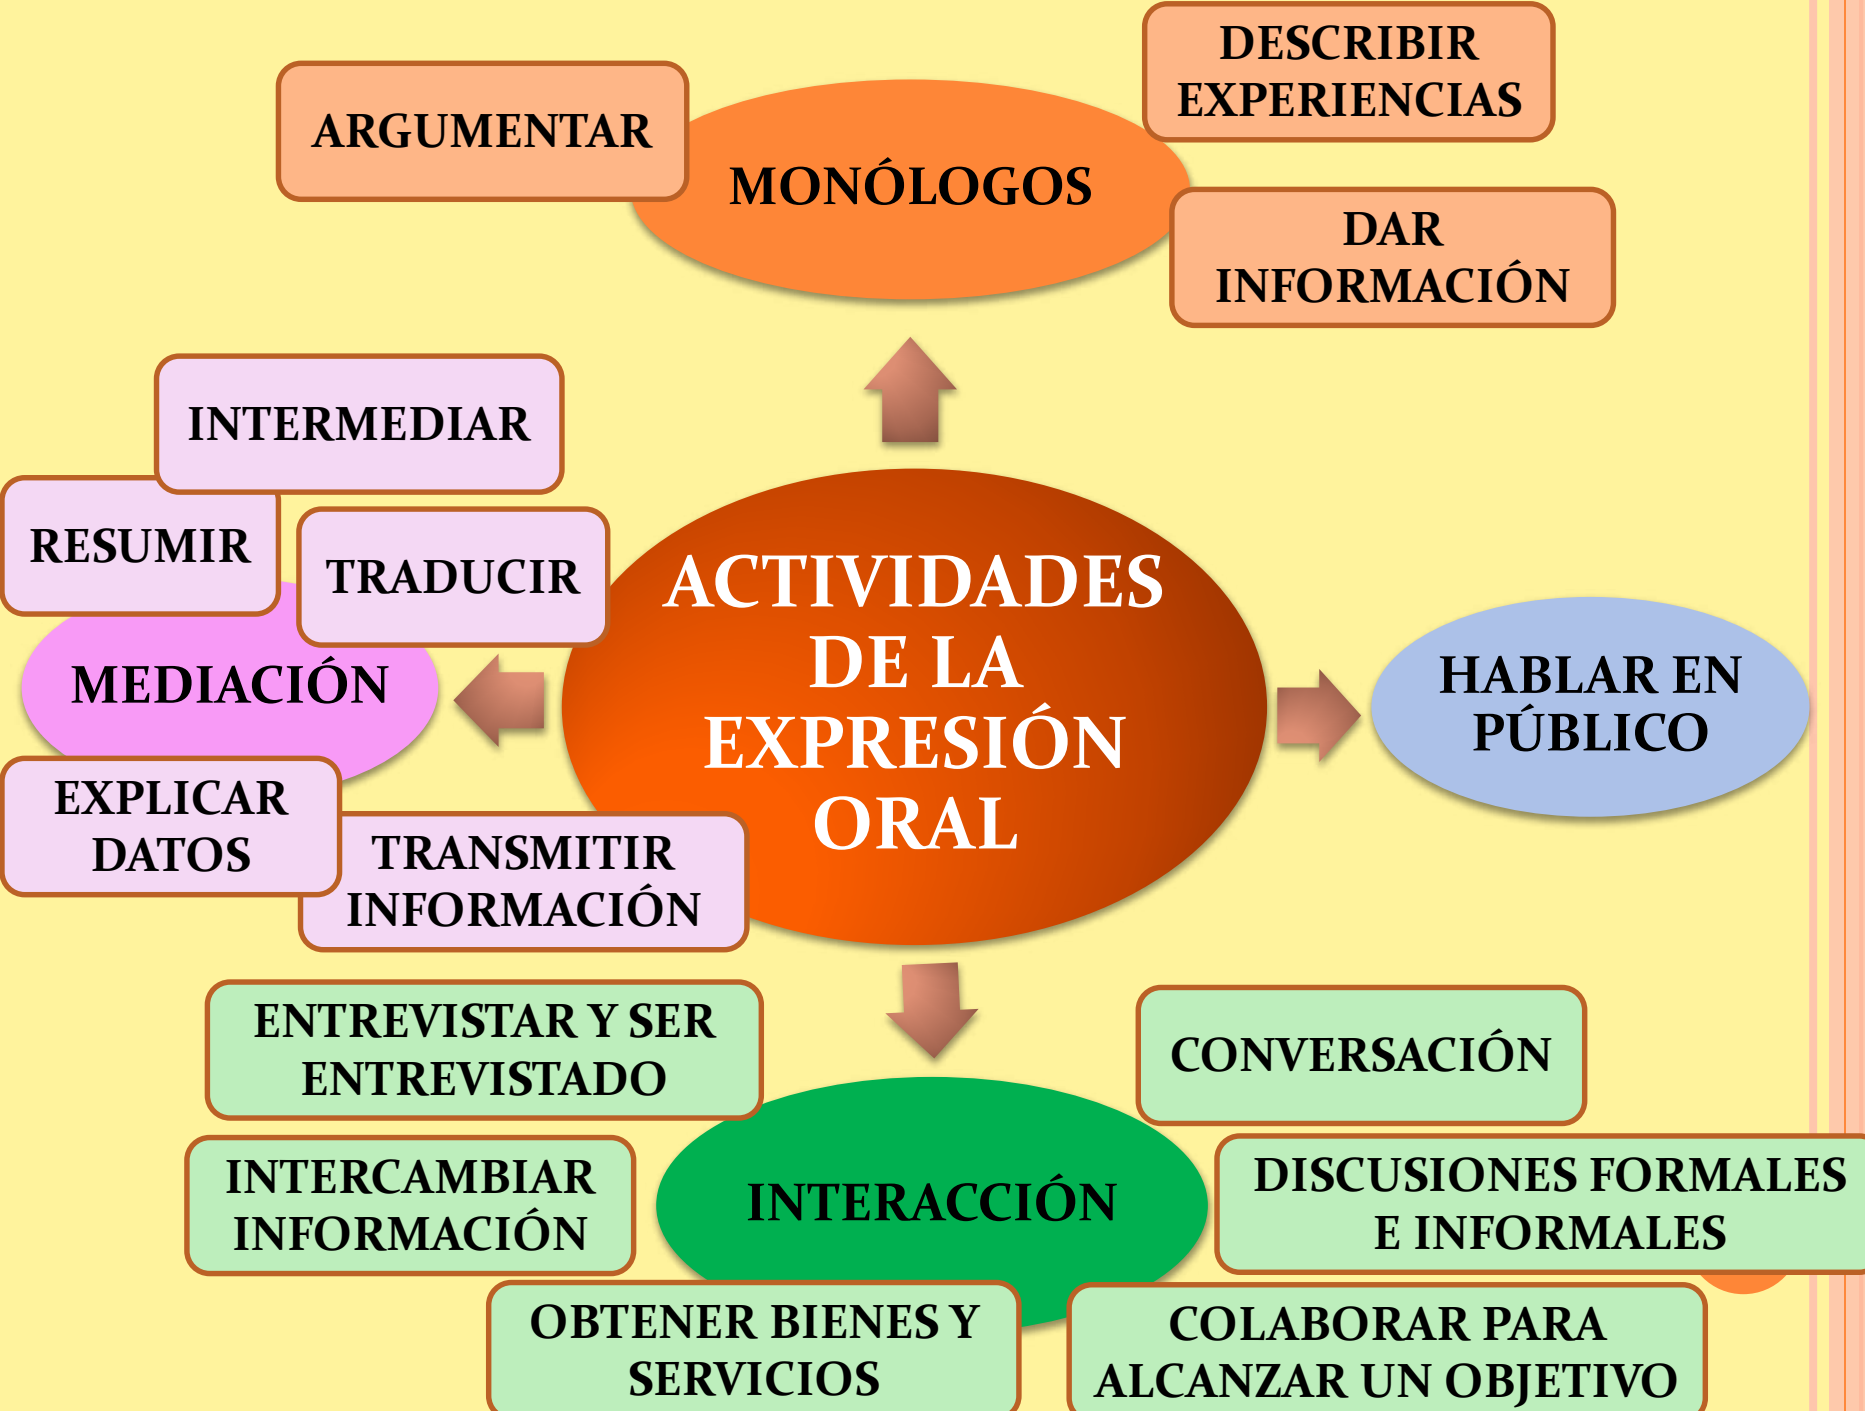 DESCRIBIR
EXPERIENCIAS
ARGUMENTAR
MONÓLOGOS
DAR
INFORMACIÓN
INTERMEDIAR
RESUMIR
TRADUCIR
MEDIACIÓN
EXPLICAR
DATOS
TRANSMITIR
INFORMACIÓN
ACTIVIDADES
DE LA
EXPRESIÓN
ORAL
HABLAR EN
PÚBLICO
ENTREVISTAR Y SER
ENTREVISTADO
CONVERSACIÓN
INTERCAMBIAR
INFORMACIÓN
INTERACCIÓN
DISCUSIONES FORMALES
E INFORMALES
OBTENER BIENES Y
SERVICIOS
COLABORAR PARA
ALCANZAR UN OBJETIVO